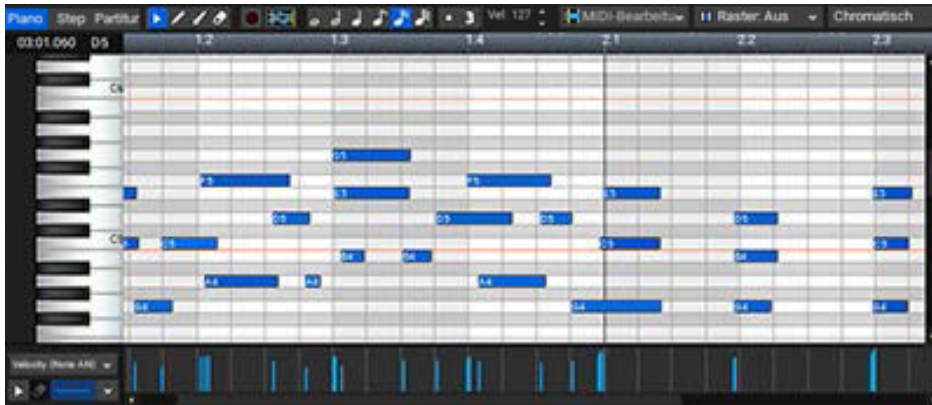 Piano Step Partitur 3 Vel. 127 MIDI-Bearbeitu Raster: Aus Chromatisch
03:01.060 D5 1.2 1.3 1.4 2.1 2.2 2.3
C6
G5
F5 F5
E5 E5 E5
D5 D5 D5 D5
C5 C5 C5 C5
B4 B4 B4
A4 A4 A4
G4 G4 G4 G4
Velocity (Note AN)